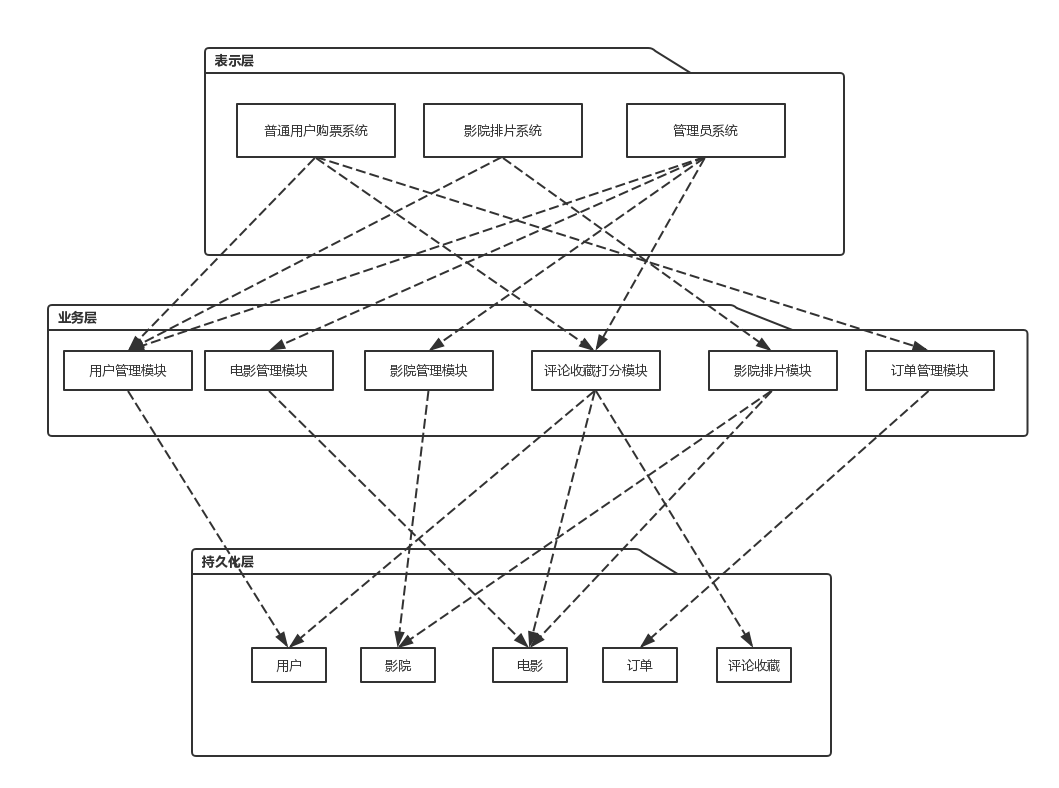 表示层
普通用户购票系统
影院排片系统
管理员系统
业务层
用户管理模块
电影管理模块
影院管理模块
评论收藏打分模块
影院排片模块
订单管理模块
持久化层
用户
影院
电影
订单
评论收藏